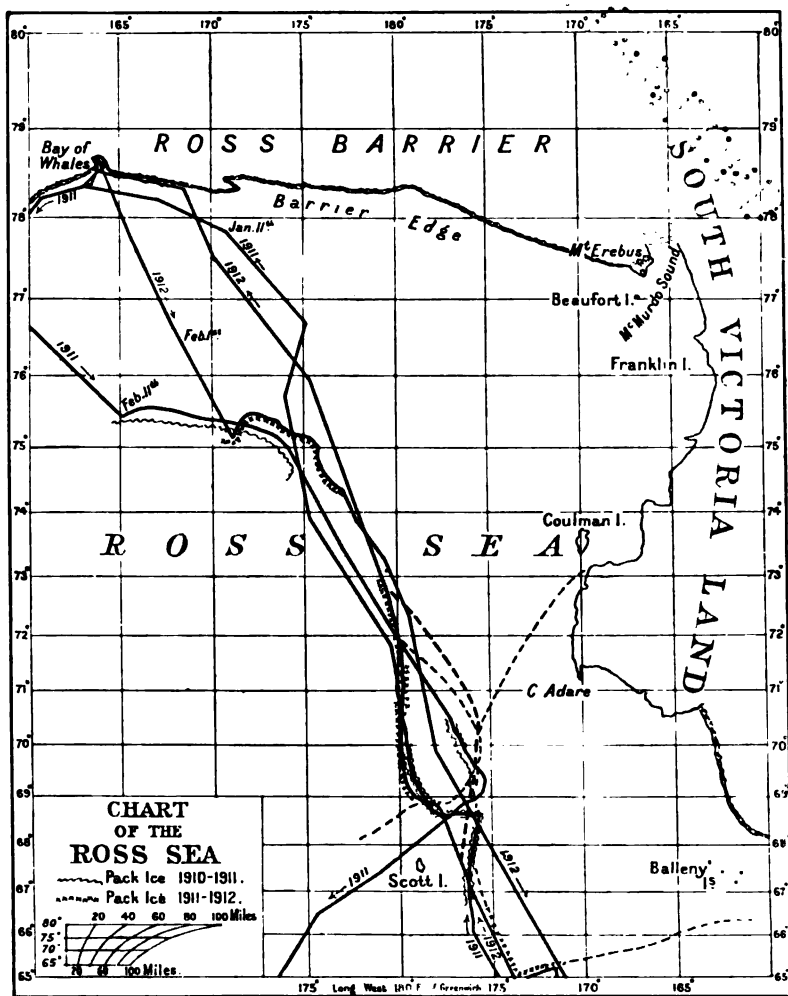 165° 170° 175° 180° 175° 170° 165°
80° 80°
79° 79°
ROSS BARRIER
Bay of
Whales
1911
78° 78°
Barrier Edge
Jan. 11th
1911
1912
Mt Erebus
SOUTH VICTORIA LAND
77° 77°
1912
Beaufort I.
McMurdo Sound
Feb. 1st
1911
Franklin I.
76° 76°
Feb. 11th
75° 75°
74° 74°
Coulman I.
ROSS SEA
73° 73°
72° 72°
71° 71°
C Adare
70° 70°
69° 69°
CHART
OF THE
ROSS SEA
Pack Ice 1910-1911.
Pack Ice 1911-1912.
80° 20 40 60 80 100 Miles
75°
70°
65°
20 60 100 Miles.
68° 68°
1911
1912
Scott I.
Balleny
Is
67° 67°
66° 66°
1911
1912
65° 65°
175° Long West 180 E. of Greenwich 175° 170° 165°